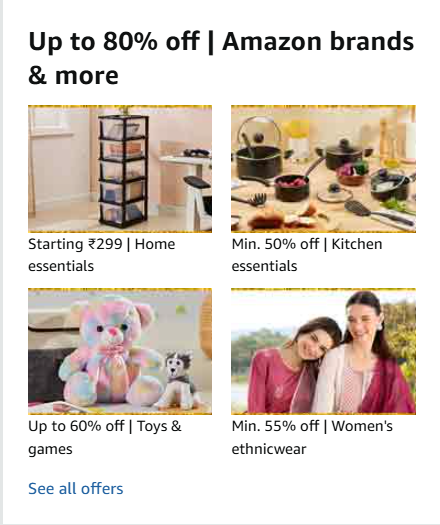 Up to 80% off | Amazon brands
& more
Starting ₹299 | Home
essentials
Min. 50% off | Kitchen
essentials
Up to 60% off | Toys &
games
Min. 55% off | Women's
ethnicwear
See all offers